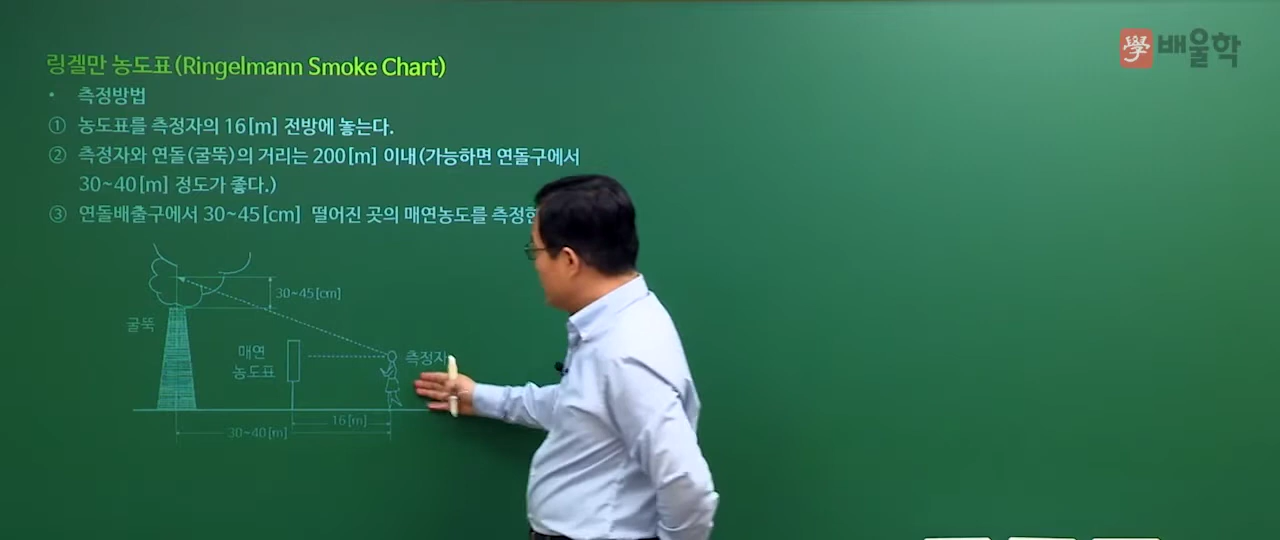 學 배울학
링겔만 농도표(Ringelmann Smoke Chart)
• 측정방법
① 농도표를 측정자의 16[m] 전방에 놓는다.
② 측정자와 연돌(굴뚝)의 거리는 200[m] 이내(가능하면 연돌구에서
30~40[m] 정도가 좋다.)
③ 연돌배출구에서 30~45[cm] 떨어진 곳의 매연농도를
30~45[cm]
굴뚝
매연
농도표
측정자
16[m]
30~40[m]